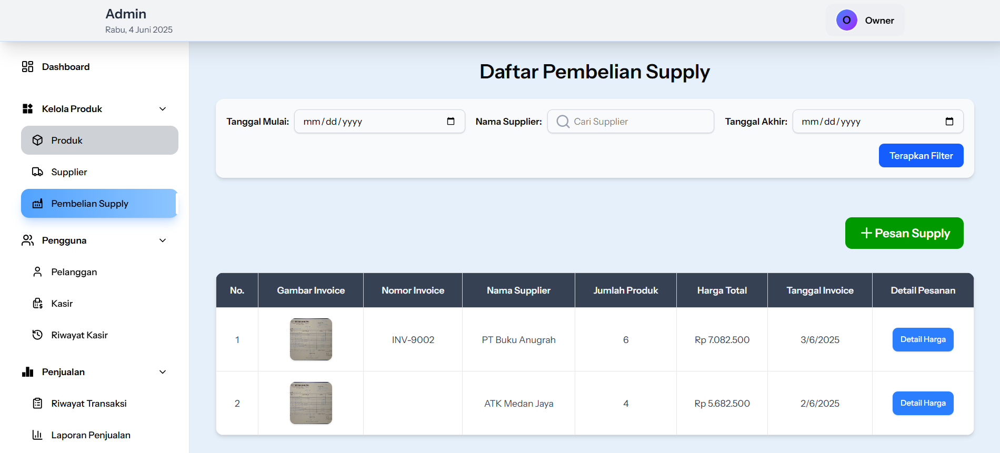 Admin
Rabu, 4 Juni 2025
O
Owner
Dashboard
Kelola Produk
Produk
Supplier
Pembelian Supply
Pengguna
Pelanggan
Kasir
Riwayat Kasir
Penjualan
Riwayat Transaksi
Laporan Penjualan
Daftar Pembelian Supply
Tanggal Mulai: mm/dd/yyyy Nama Supplier: Cari Supplier Tanggal Akhir: mm/dd/yyyy
Terapkan Filter
+ Pesan Supply
No. Gambar Invoice Nomor Invoice Nama Supplier Jumlah Produk Harga Total Tanggal Invoice Detail Pesanan
1 INV-9002 PT Buku Anugrah 6 Rp 7.082.500 3/6/2025 Detail Harga
2 ATK Medan Jaya 4 Rp 5.682.500 2/6/2025 Detail Harga